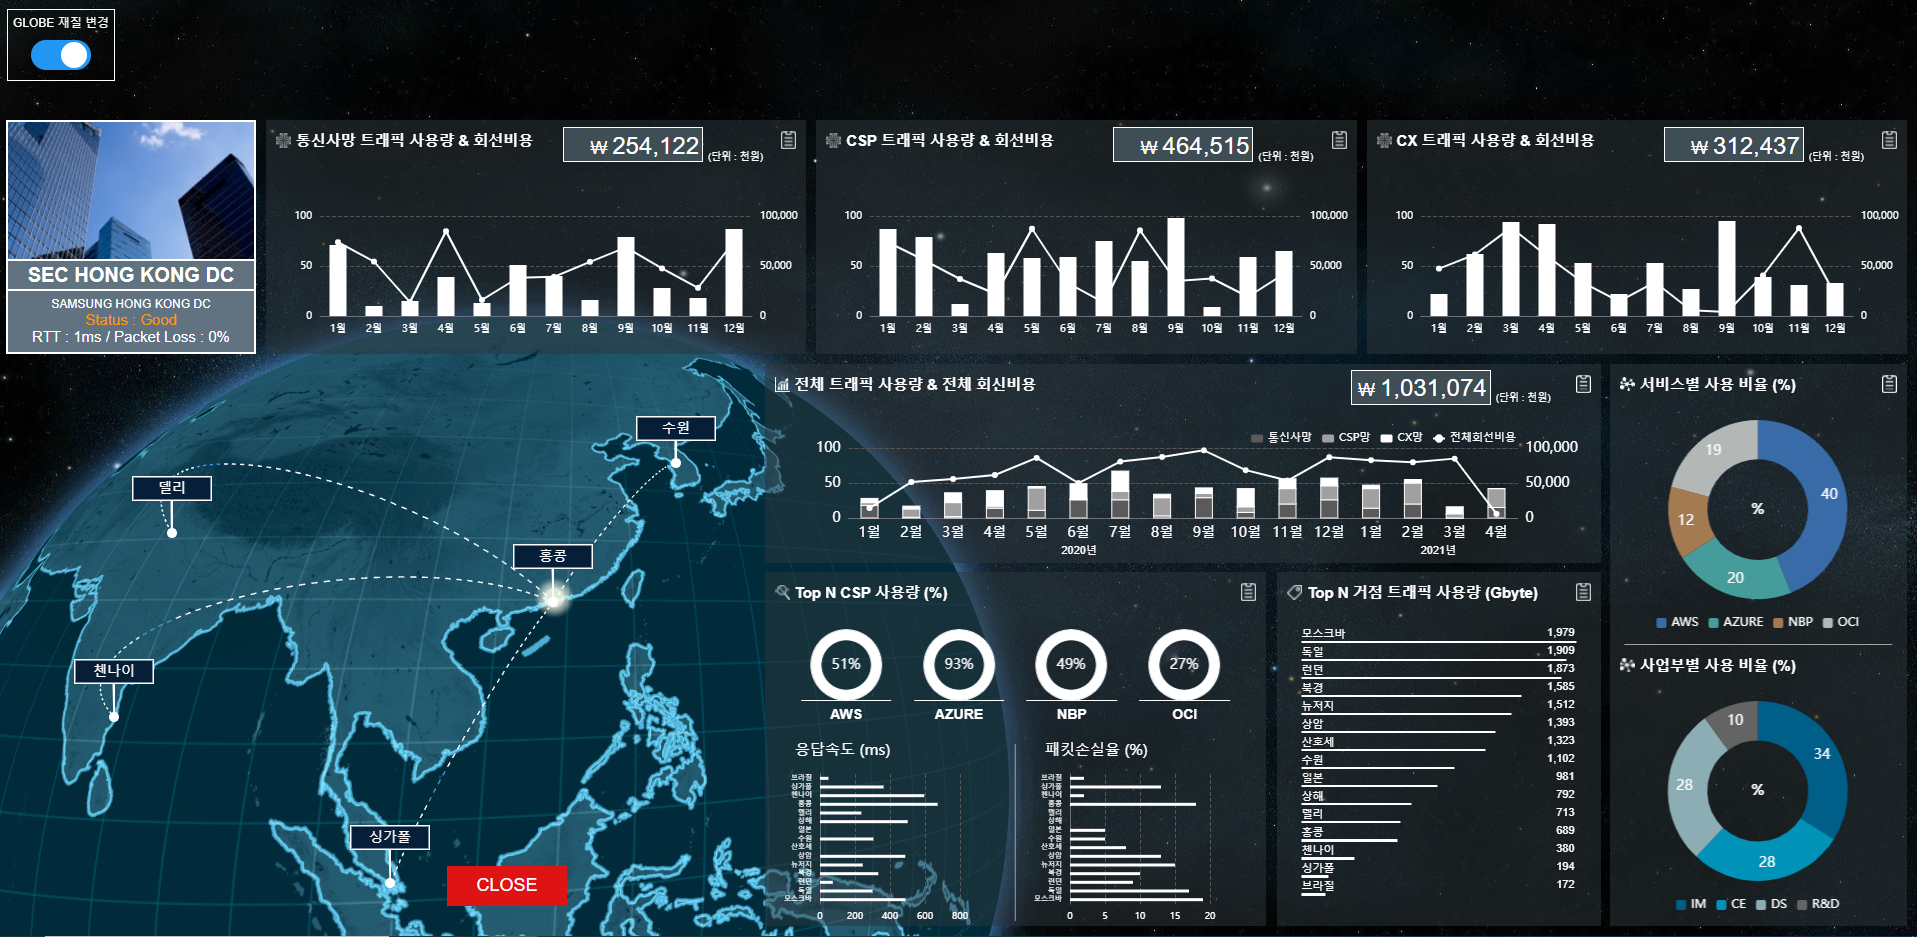 GLOBE 재질 변경
SEC HONG KONG DC
SAMSUNG HONG KONG DC
Status : Good
RTT : 1ms / Packet Loss : 0%
통신사망 트래픽 사용량 & 회선비용
₩ 254,122 (단위 : 천원)
100 100,000
50 50,000
0 0
1월 2월 3월 4월 5월 6월 7월 8월 9월 10월 11월 12월
CSP 트래픽 사용량 & 회선비용
₩ 464,515 (단위 : 천원)
100 100,000
50 50,000
0 0
1월 2월 3월 4월 5월 6월 7월 8월 9월 10월 11월 12월
CX 트래픽 사용량 & 회선비용
₩ 312,437 (단위 : 천원)
100 100,000
50 50,000
0 0
1월 2월 3월 4월 5월 6월 7월 8월 9월 10월 11월 12월
수원
델리
홍콩
첸나이
싱가폴
CLOSE
전체 트래픽 사용량 & 전체 회신비용
₩ 1,031,074 (단위 : 천원)
통신사망 CSP망 CX망 전체회선비용
100 100,000
50 50,000
0 0
1월 2월 3월 4월 5월 6월 7월 8월 9월 10월 11월 12월 1월 2월 3월 4월
2020년 2021년
Top N CSP 사용량 (%)
51% 93% 49% 27%
AWS AZURE NBP OCI
응답속도 (ms)
브라질
싱가폴
첸나이
홍콩
델리
상해
일본
수원
산호세
상암
뉴저지
북경
런던
독일
모스크바
0 200 400 600 800
패킷손실율 (%)
브라질
싱가폴
첸나이
홍콩
델리
상해
일본
수원
산호세
상암
뉴저지
북경
런던
독일
모스크바
0 5 10 15 20
Top N 거점 트래픽 사용량 (Gbyte)
모스크바 1,979
독일 1,909
런던 1,873
북경 1,585
뉴저지 1,512
상암 1,393
산호세 1,323
수원 1,102
일본 981
상해 792
델리 713
홍콩 689
첸나이 380
싱가폴 194
브라질 172
서비스별 사용 비율 (%)
19
40
%
12
20
AWS AZURE NBP OCI
사업부별 사용 비율 (%)
10
34
28
%
28
IM CE DS R&D